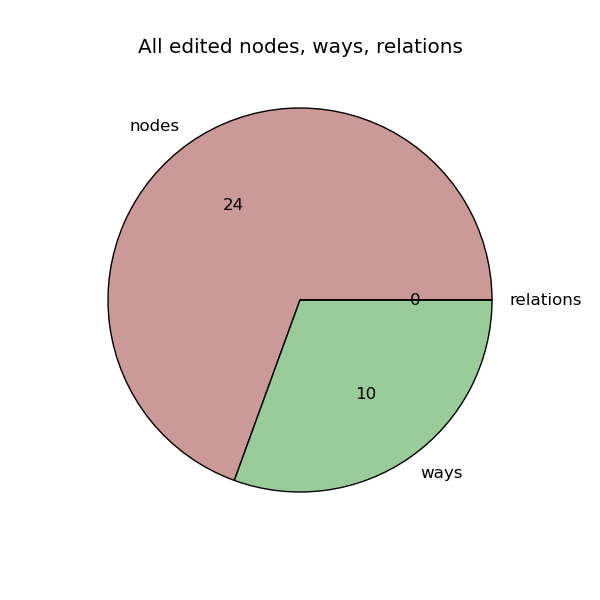 All edited nodes, ways, relations
nodes
24
0
relations
10
ways